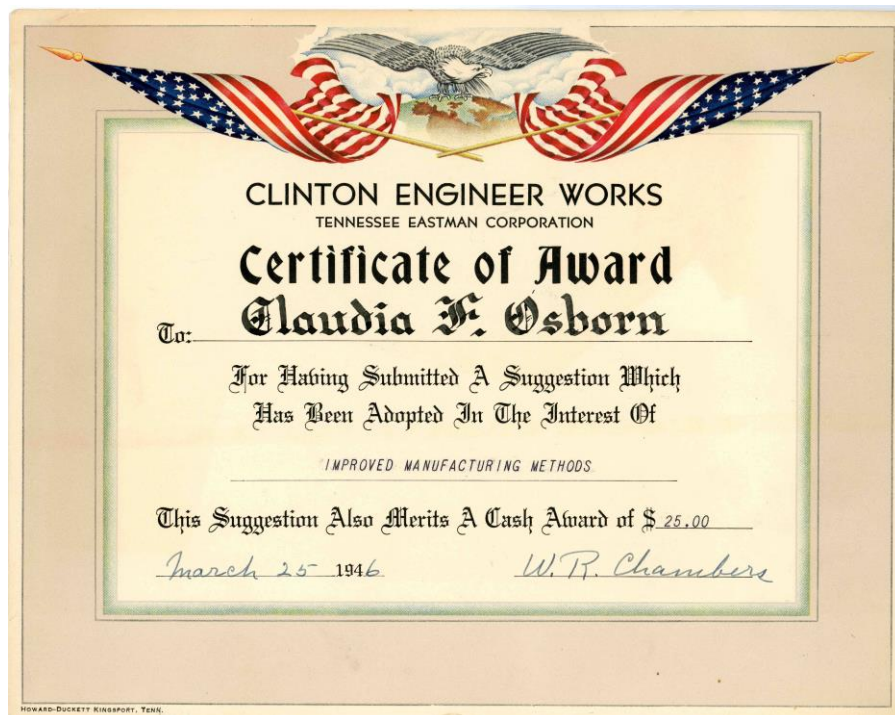 CLINTON ENGINEER WORKS
TENNESSEE EASTMAN CORPORATION
Certificate of Award
To: Claudia F. Osborn
For Having Submitted A Suggestion Which
Has Been Adopted In The Interest Of
IMPROVED MANUFACTURING METHODS
This Suggestion Also Merits A Cash Award of $ 25.00
March 25 1946 W. R. Chambers
HOWARD-DUCKETT KINGSPORT, TENN.